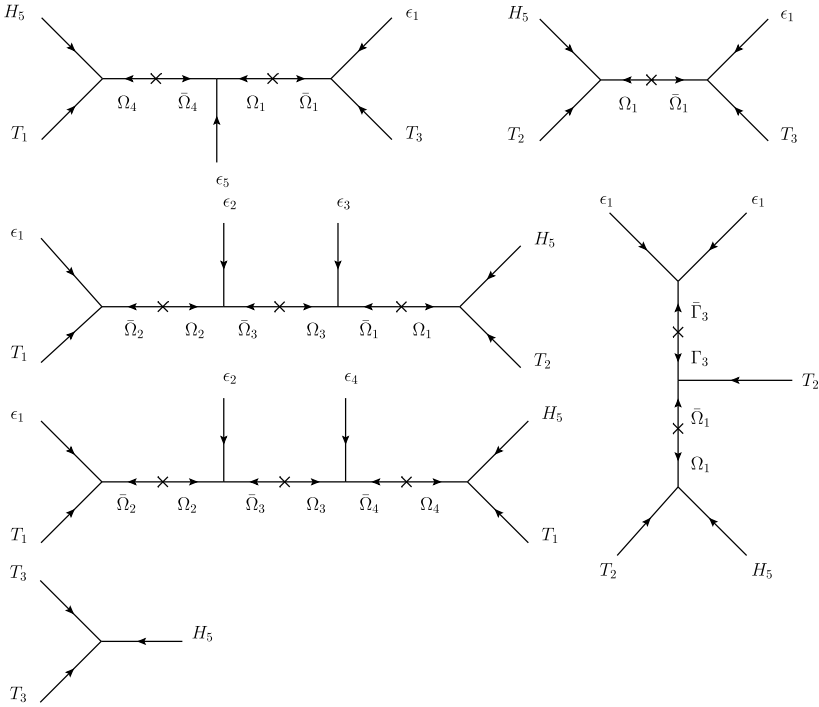 H₅ ϵ₁ H₅ ϵ₁
Ω₄ Ω̄₄ Ω₁ Ω̄₁ Ω₁ Ω̄₁
T₁ T₃ T₂ T₃
ϵ₅
ϵ₂ ϵ₃ ϵ₁ ϵ₁
ϵ₁ H₅
Γ̄₃
Ω̄₂ Ω₂ Ω̄₃ Ω₃ Ω̄₁ Ω₁
T₁ T₂ Γ₃
ϵ₂ ϵ₄ T₂
ϵ₁ H₅ Ω̄₁
Ω₁
Ω̄₂ Ω₂ Ω̄₃ Ω₃ Ω̄₄ Ω₄
T₁ T₁
T₂ H₅
T₃
H₅
T₃